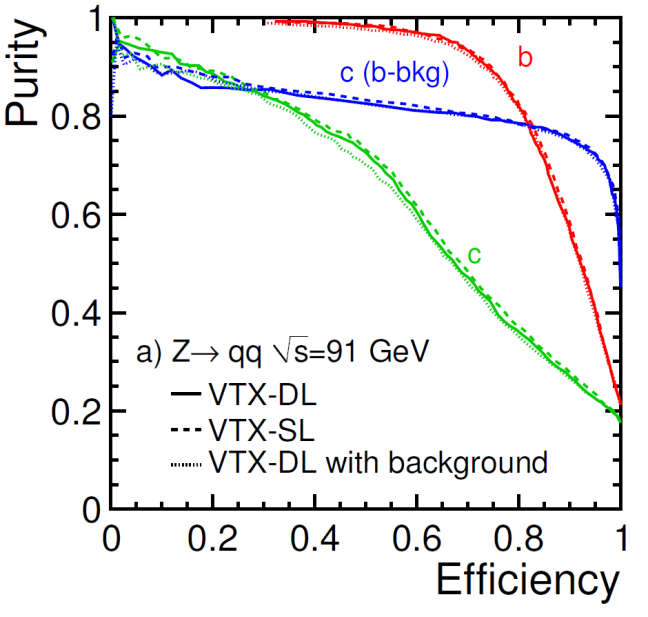 Purity
1
0.8
0.6
0.4
0.2
0
b
c (b-bkg)
c
a) Z→ qq √s=91 GeV
VTX-DL
VTX-SL
VTX-DL with background
0 0.2 0.4 0.6 0.8 1
Efficiency